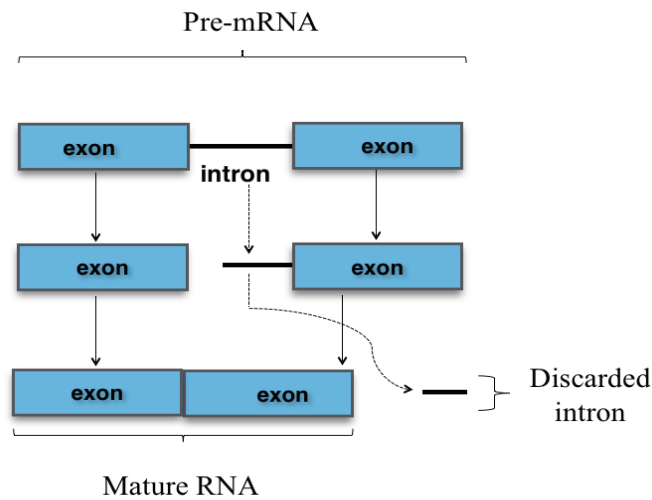 Pre-mRNA
exon
exon
intron
exon
exon
exon
exon
Discarded
intron
Mature RNA